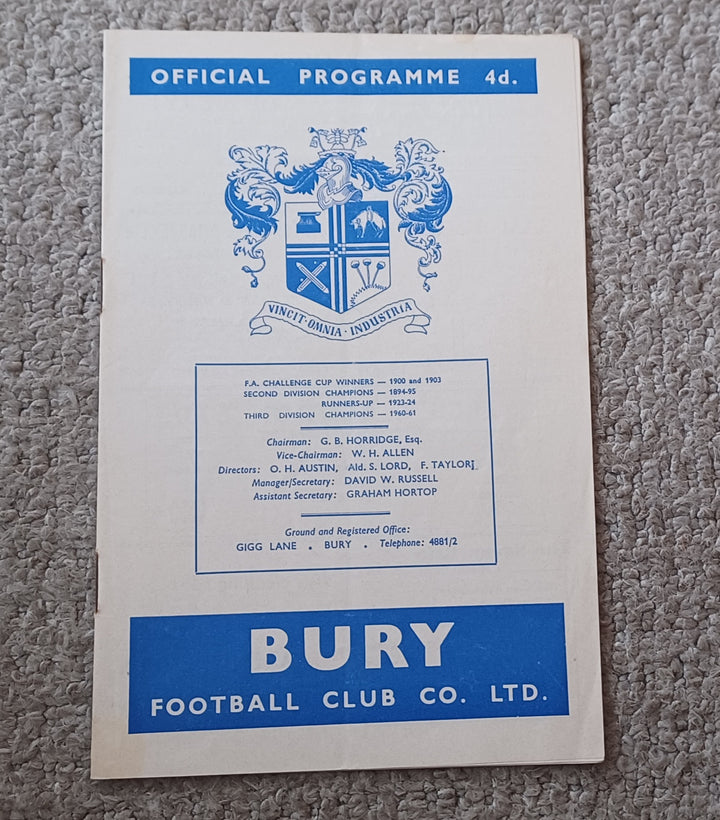 OFFICIAL PROGRAMME 4d.
VINCIT · OMNIA · INDUSTRIA
F.A. CHALLENGE CUP WINNERS — 1900 and 1903
SECOND DIVISION CHAMPIONS — 1894-95
RUNNERS-UP — 1923-24
THIRD DIVISION CHAMPIONS — 1960-61
Chairman: G. B. HORRIDGE, Esq.
Vice-Chairman: W. H. ALLEN
Directors: O. H. AUSTIN, Ald. S. LORD, F. TAYLOR
Manager/Secretary: DAVID W. RUSSELL
Assistant Secretary: GRAHAM HORTOP
Ground and Registered Office:
GIGG LANE . BURY . Telephone: 4881/2
BURY
FOOTBALL CLUB CO. LTD.